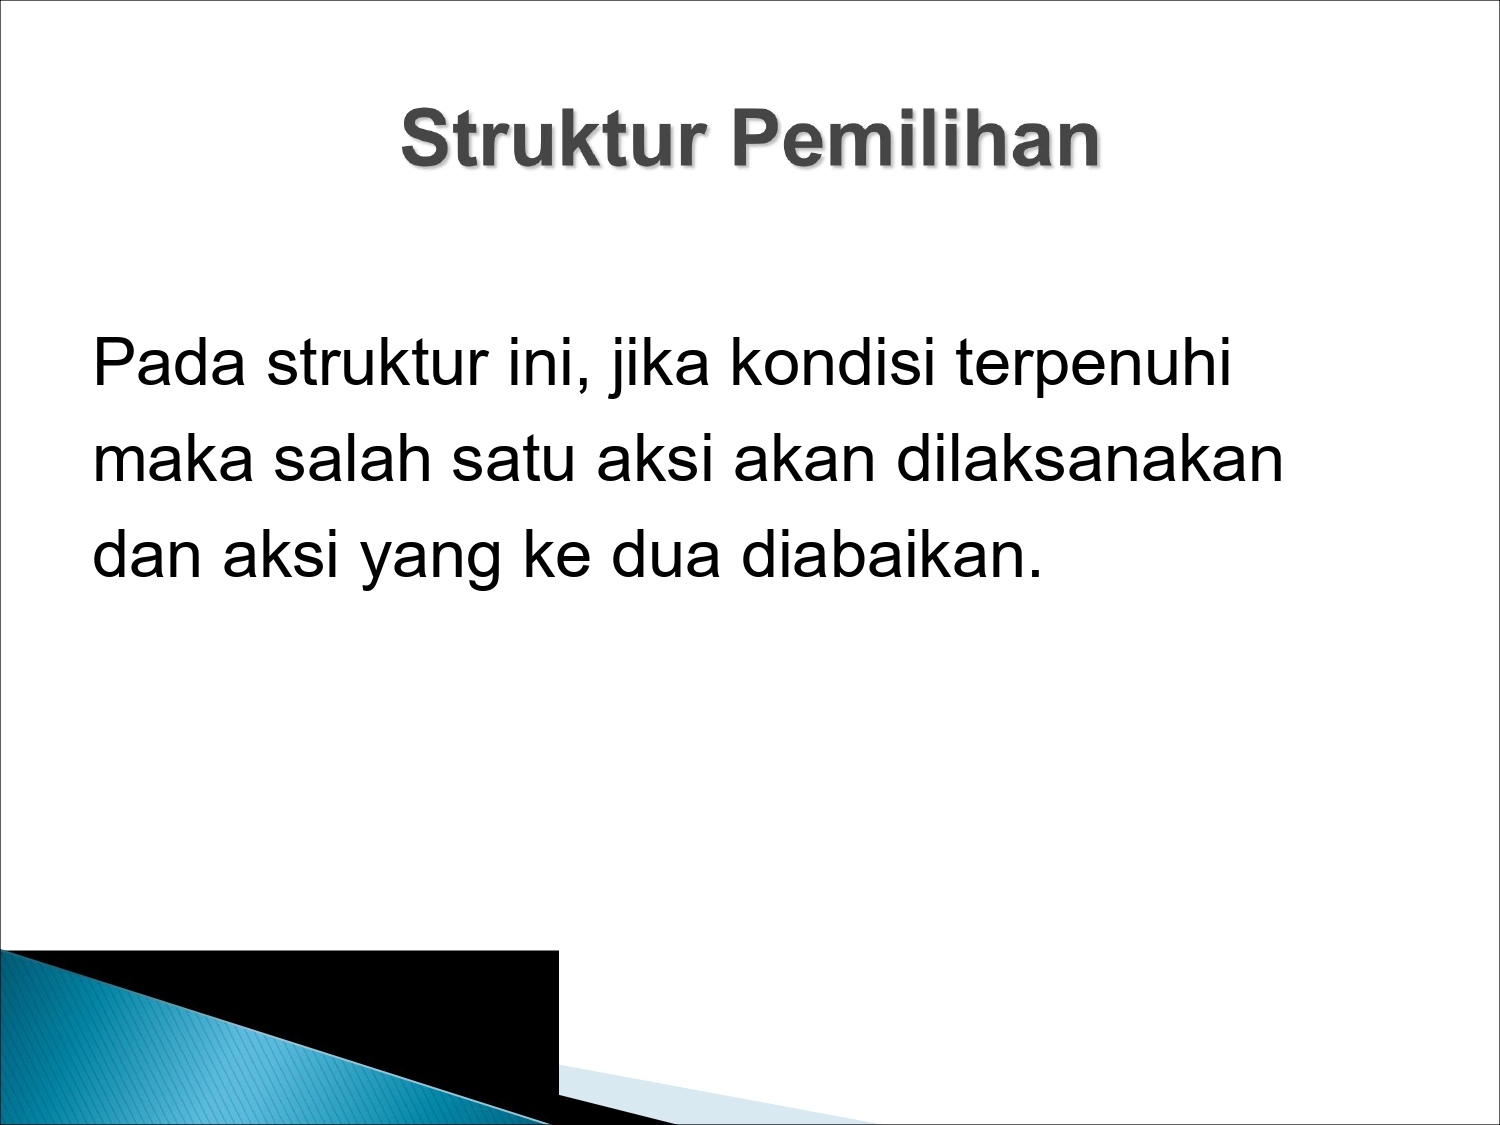 Struktur Pemilihan
Pada struktur ini, jika kondisi terpenuhi
maka salah satu aksi akan dilaksanakan
dan aksi yang ke dua diabaikan.